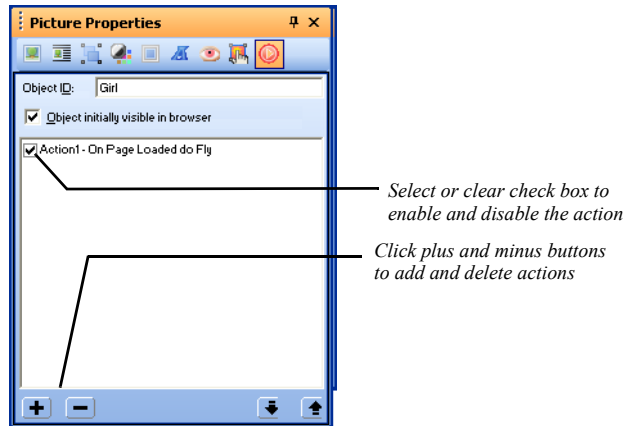 Picture Properties
Object ID: Girl
Object initially visible in browser
Action1 - On Page Loaded do Fly
Select or clear check box to
enable and disable the action
Click plus and minus buttons
to add and delete actions